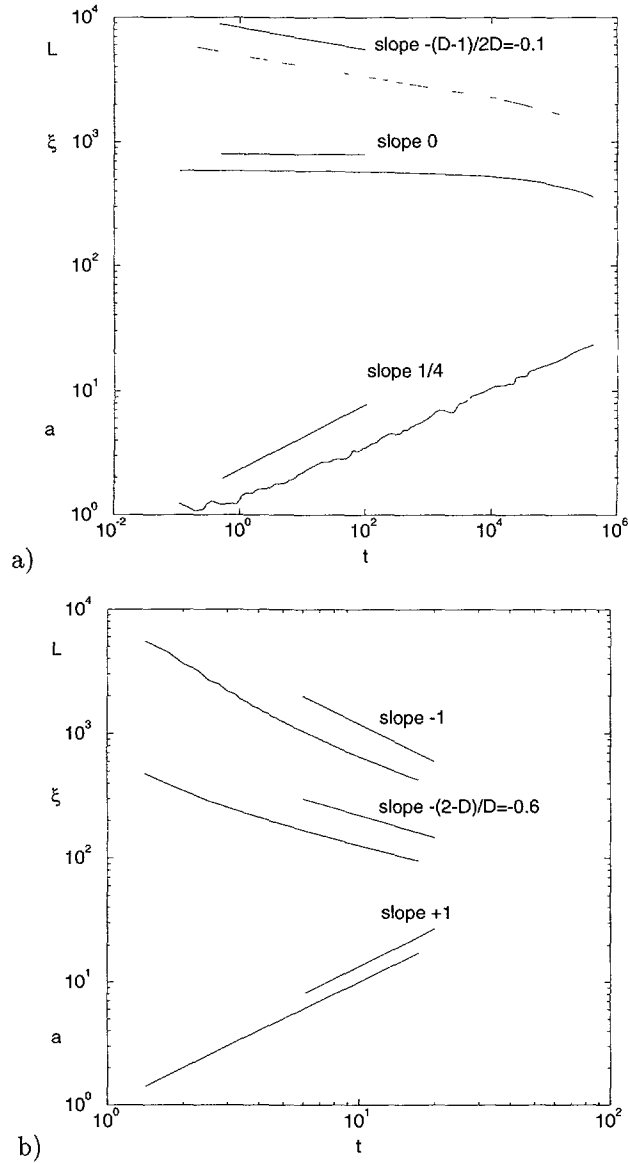 10^4
L
slope -(D-1)/2D=-0.1
ξ
10^3
slope 0
10^2
slope 1/4
10^1
a
10^0
10^-2
10^0
10^2
10^4
10^6
t
a)
10^4
L
slope -1
10^3
ξ
slope -(2-D)/D=-0.6
10^2
slope +1
10^1
a
10^0
10^0
10^1
10^2
t
b)